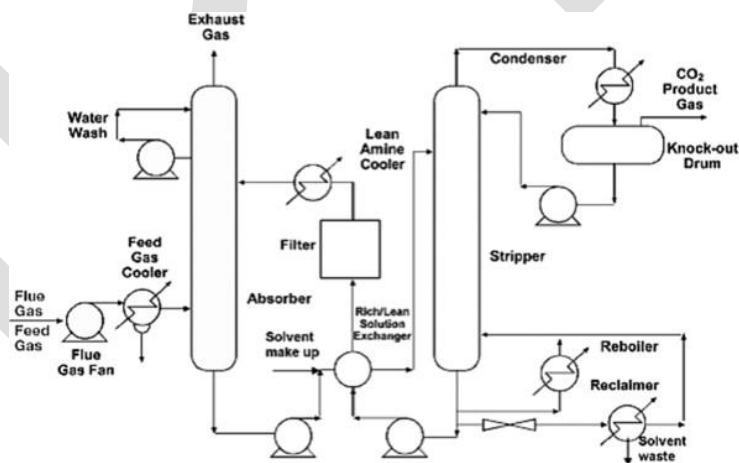 Exhaust
Gas
Condenser
CO₂
Product
Gas
Water
Wash
Lean
Amine
Cooler
Knock-out
Drum
Feed
Gas
Cooler
Filter
Stripper
Flue
Gas
Feed
Gas
Absorber
Rich/Lean
Solution
Exchanger
Solvent
make up
Flue
Gas Fan
Reboiler
Reclaimer
Solvent
waste